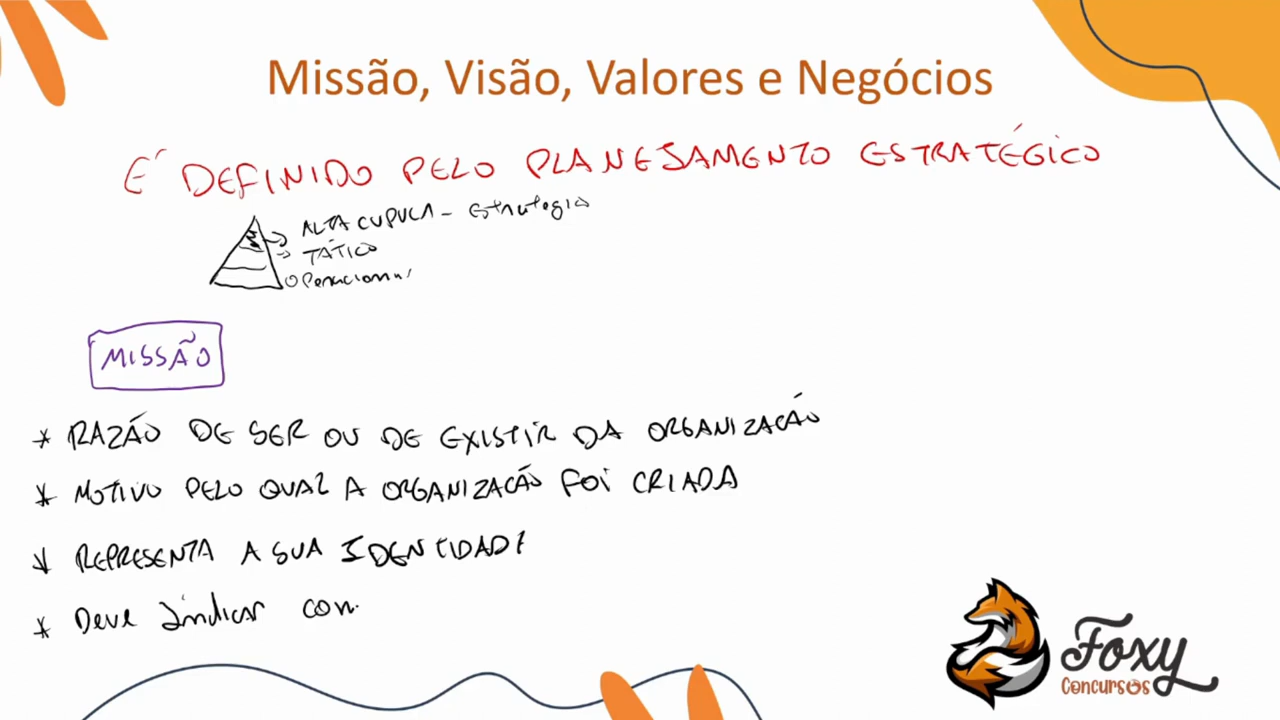 Missão, Visão, Valores e Negócios
É DEFINIDO PELO PLANEJAMENTO ESTRATÉGICO
ALTA CUPULA - Estrategia
TÁTICO
Operacional
MISSÃO
* RAZÃO DE SER OU DE EXISTIR DA ORGANIZAÇÃO
* MOTIVO PELO QUAL A ORGANIZAÇÃO FOI CRIADA
* REPRESENTA A SUA IDENTIDADE
* Deve Indicar com
Foxy
Concursos